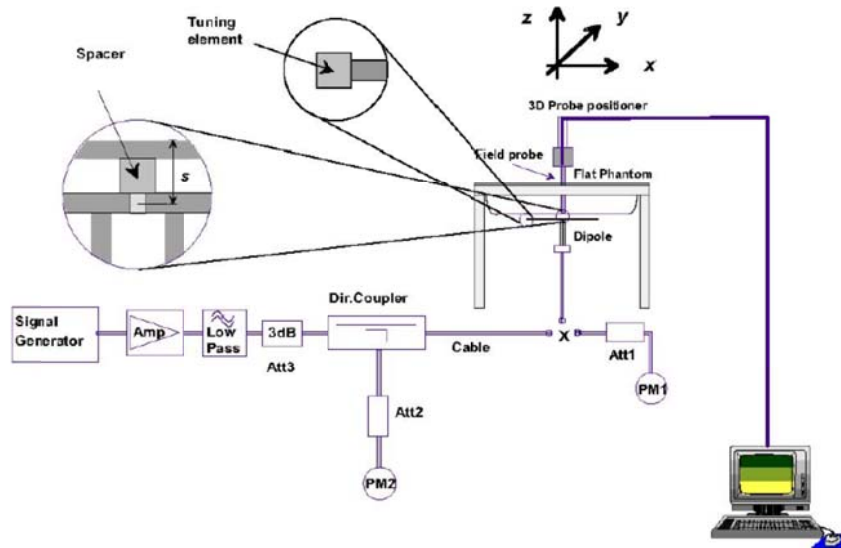 Tuning
element
Spacer
s
z
y
x
3D Probe positioner
Field probe
Flat Phantom
Dipole
Signal
Generator
Amp
Low
Pass
3dB
Att3
Dir.Coupler
Cable
X
Att1
PM1
Att2
PM2